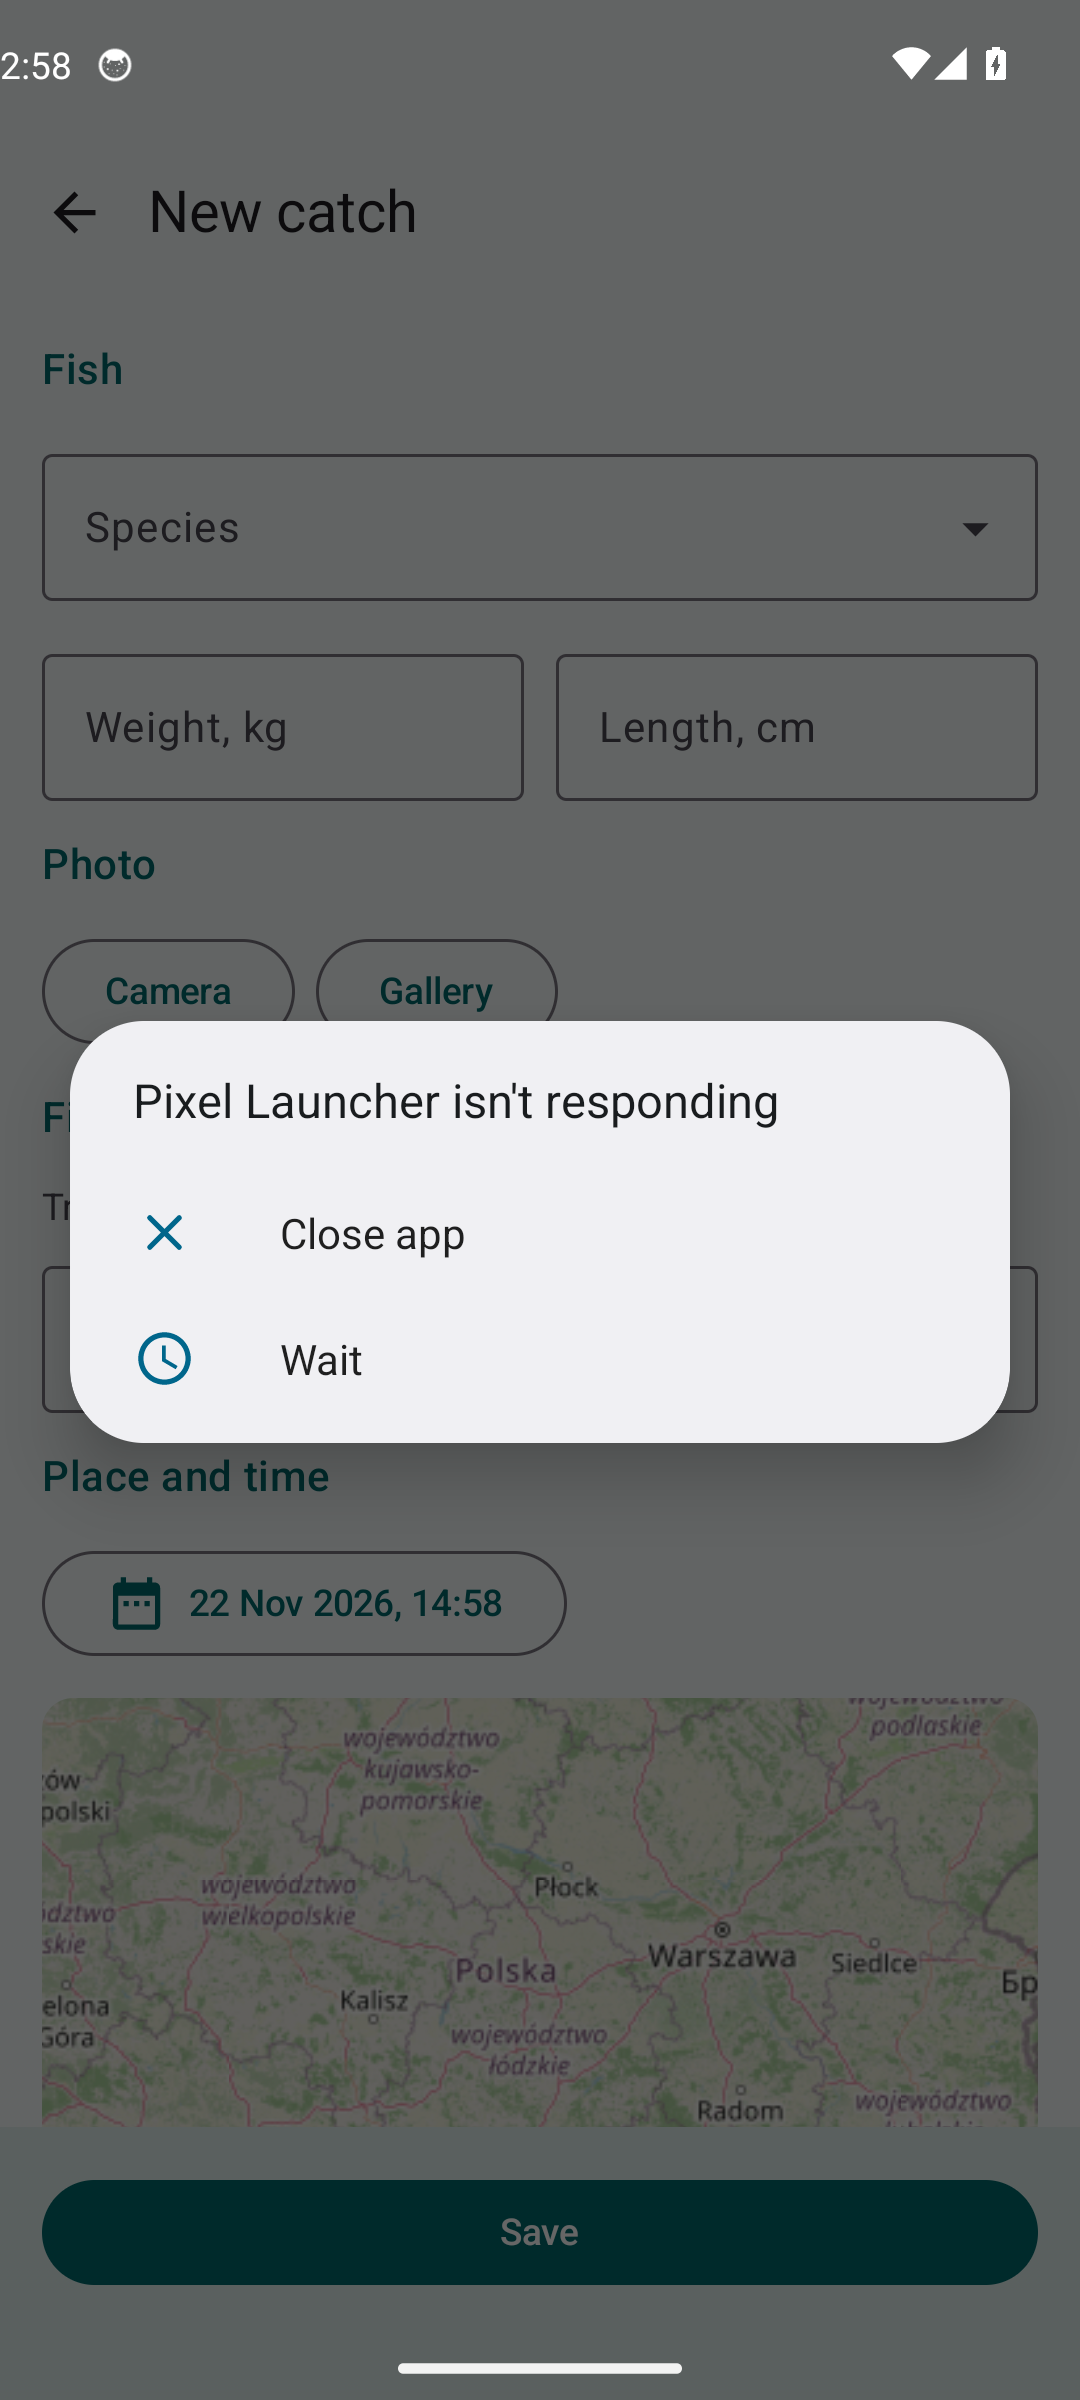 2:58
New catch
Fish
Species
Weight, kg
Length, cm
Photo
Camera
Gallery
Pixel Launcher isn't responding
Close app
Wait
Place and time
22 Nov 2026, 14:58
województwo
podlaskie
województwo
kujawsko-
pomorskie
polski
Płock
województwo
wielkopolskie
Warszawa
Siedlce
Polska
Kalisz
elona
Góra
województwo
łódzkie
Radom
województwo
Save